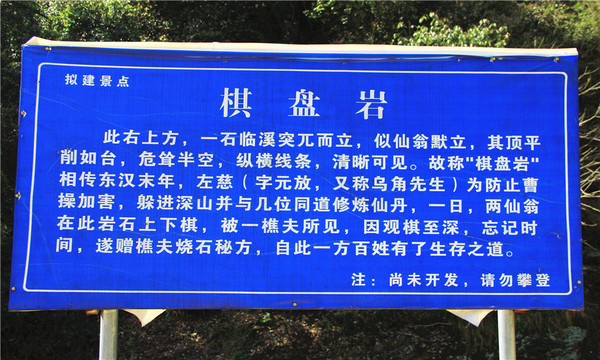 拟建景点
棋盘岩
此右上方，一石临溪突兀而立，似仙翁默立，其顶平
削如台，危耸半空，纵横线条，清晰可见。故称"棋盘岩"
相传东汉末年，左慈（字元放，又称乌角先生）为防止曹
操加害，躲进深山并与几位同道修炼仙丹，一日，两仙翁
在此岩石上下棋，被一樵夫所见，因观棋至深，忘记时
间，遂赠樵夫烧石秘方，自此一方百姓有了生存之道。
注：尚未开发，请勿攀登